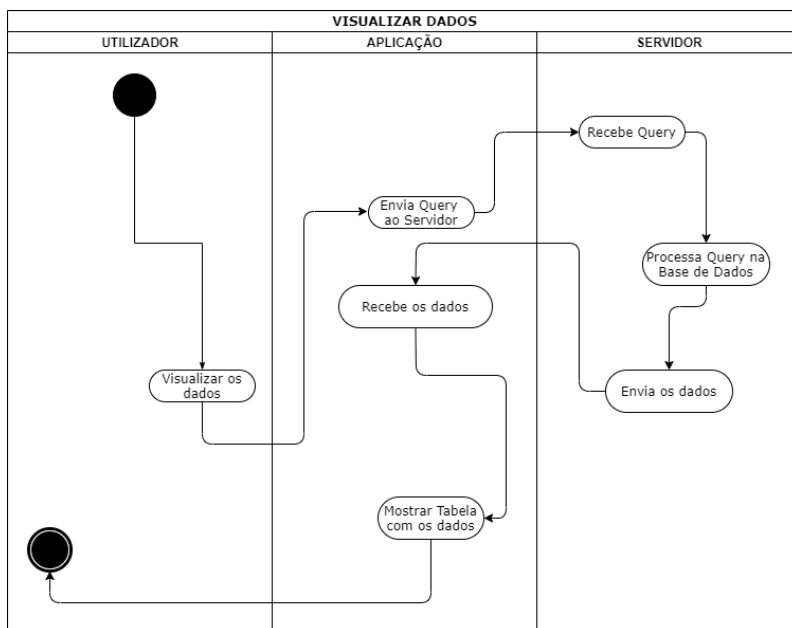 VISUALIZAR DADOS
UTILIZADOR
APLICAÇÃO
SERVIDOR
Recebe Query
Envia Query
ao Servidor
Processa Query na
Base de Dados
Recebe os dados
Visualizar os
dados
Envia os dados
Mostrar Tabela
com os dados